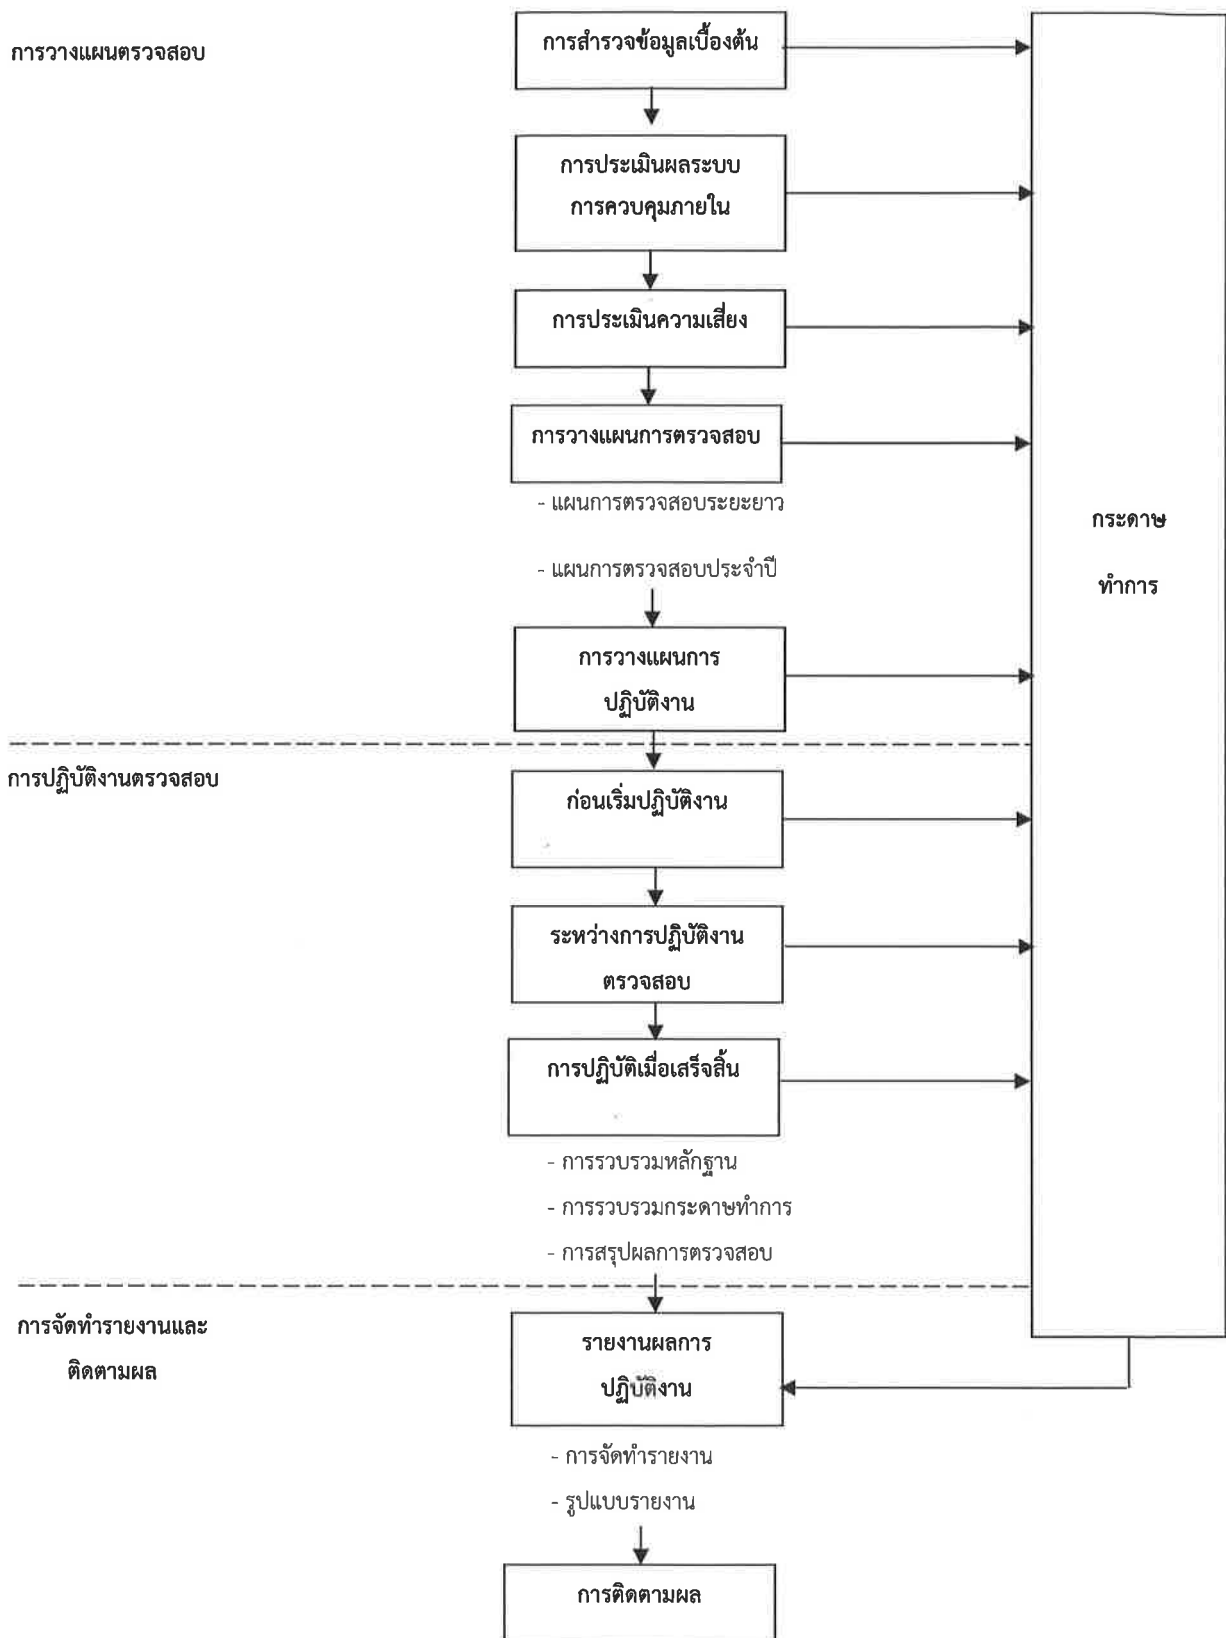 การวางแผนตรวจสอบ
การสำรวจข้อมูลเบื้องต้น
การประเมินผลระบบ
การควบคุมภายใน
การประเมินความเสี่ยง
การวางแผนการตรวจสอบ
- แผนการตรวจสอบระยะยาว
- แผนการตรวจสอบประจำปี
กระดาษ
ทำการ
การวางแผนการ
ปฏิบัติงาน
การปฏิบัติงานตรวจสอบ
ก่อนเริ่มปฏิบัติงาน
ระหว่างการปฏิบัติงาน
ตรวจสอบ
การปฏิบัติเมื่อเสร็จสิ้น
- การรวบรวมหลักฐาน
- การรวบรวมกระดาษทำการ
- การสรุปผลการตรวจสอบ
การจัดทำรายงานและ
ติดตามผล
รายงานผลการ
ปฏิบัติงาน
- การจัดทำรายงาน
- รูปแบบรายงาน
การติดตามผล